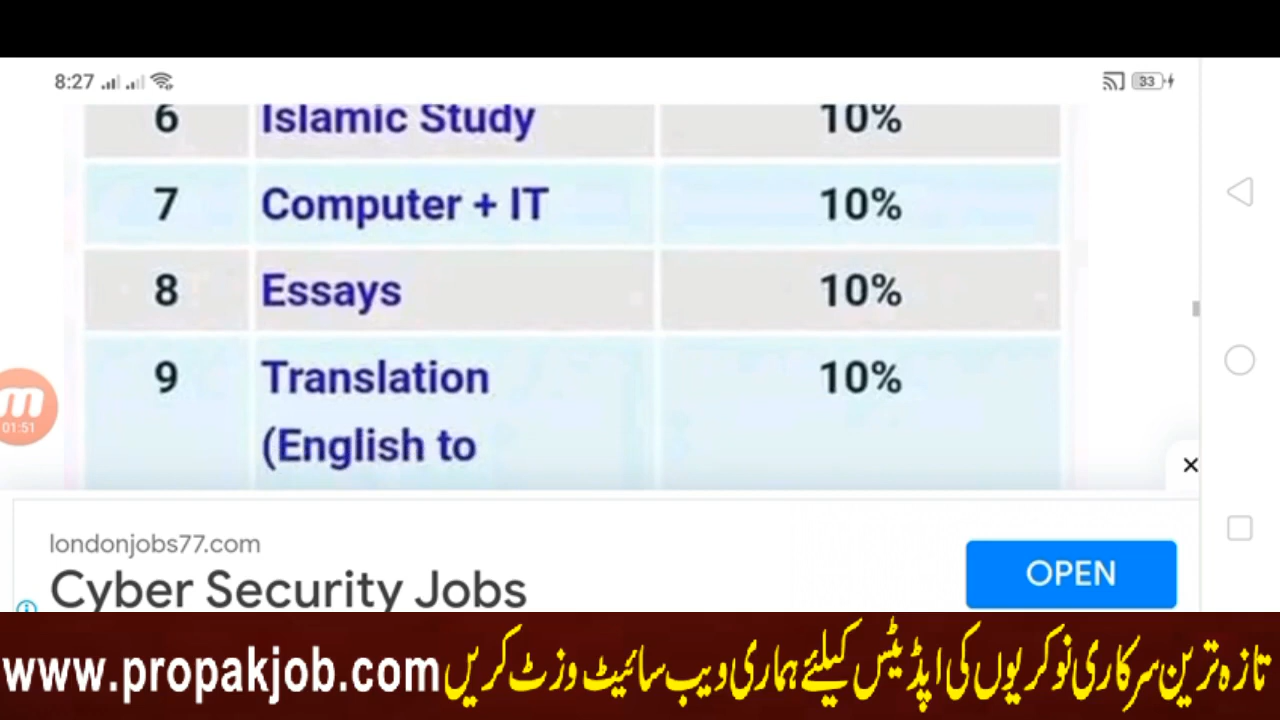 8:27
33
6 Islamic Study 10%
7 Computer + IT 10%
8 Essays 10%
9 Translation 10%
(English to
01:51
londonjobs77.com
Cyber Security Jobs
OPEN
تازہ ترین سرکاری نوکریوں کی اپڈیٹس کیلئے ہماری ویب سائیٹ وزٹ کریں www.propakjob.com